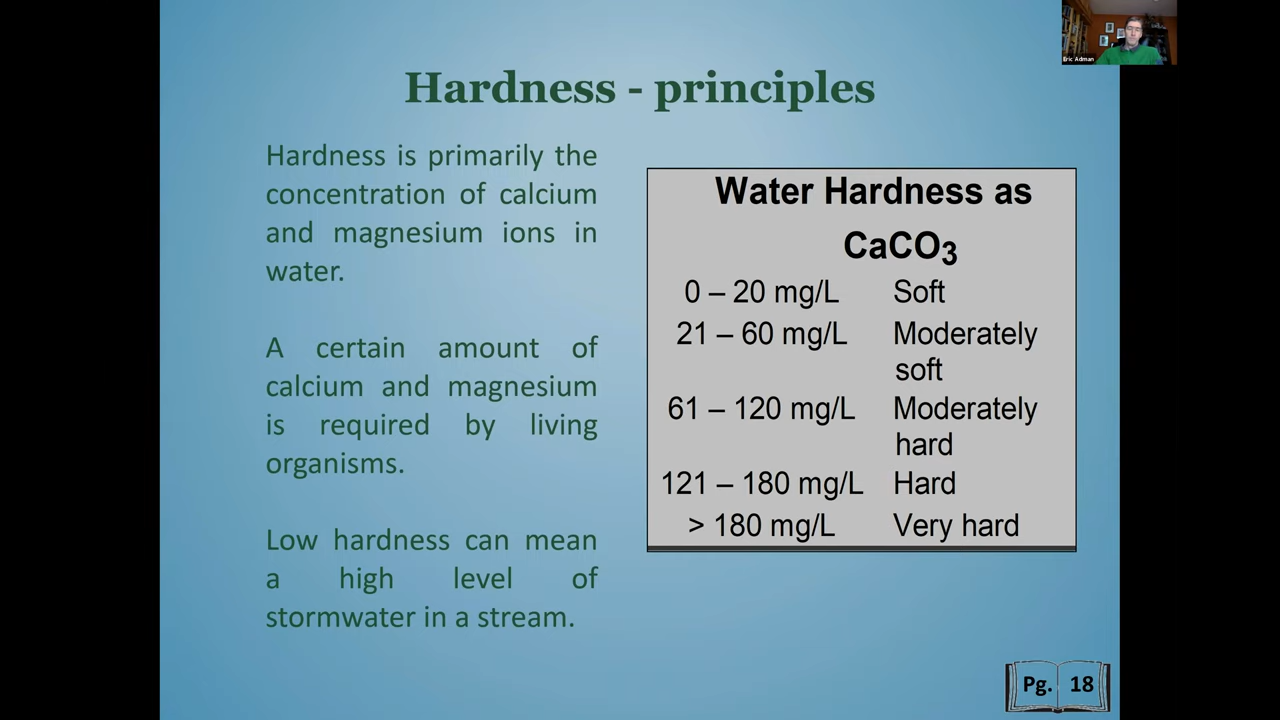 Eric Adman
Hardness - principles
Hardness is primarily the
concentration of calcium
and magnesium ions in
water.
A certain amount of
calcium and magnesium
is required by living
organisms.
Low hardness can mean
a high level of
stormwater in a stream.
Water Hardness as
CaCO3
0 – 20 mg/L Soft
21 – 60 mg/L Moderately
soft
61 – 120 mg/L Moderately
hard
121 – 180 mg/L Hard
> 180 mg/L Very hard
Pg. 18